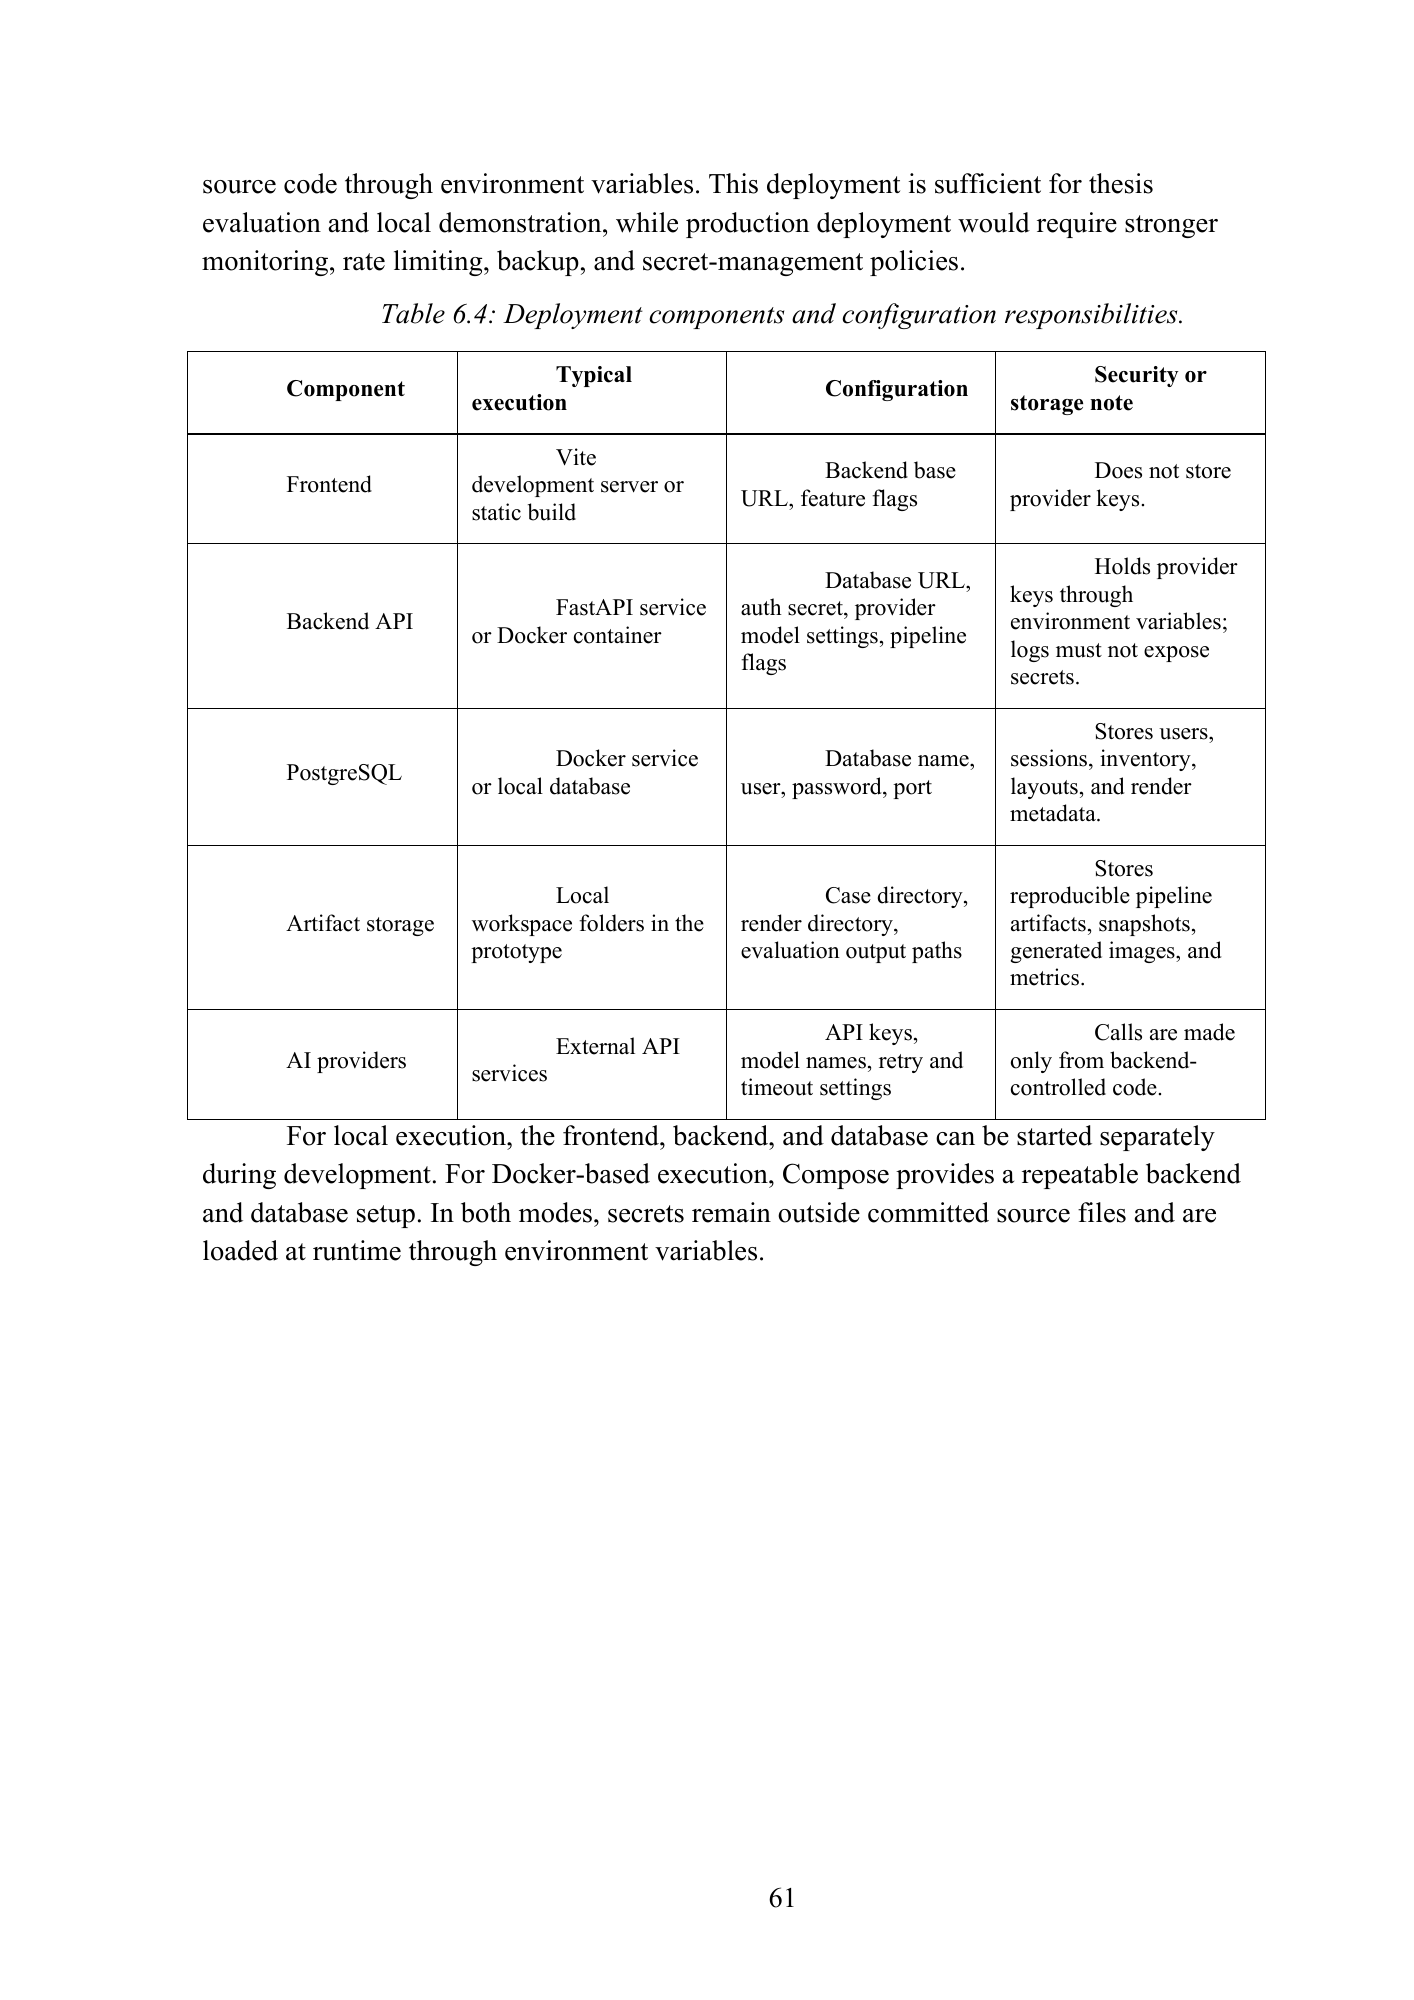 source code through environment variables. This deployment is sufficient for thesis
evaluation and local demonstration, while production deployment would require stronger
monitoring, rate limiting, backup, and secret-management policies.
Table 6.4: Deployment components and configuration responsibilities.
Component
Typical
execution
Configuration
Security or
storage note
Frontend
Vite
development server or
static build
Backend base
URL, feature flags
Does not store
provider keys.
Backend API
FastAPI service
or Docker container
Database URL,
auth secret, provider
model settings, pipeline
flags
Holds provider
keys through
environment variables;
logs must not expose
secrets.
PostgreSQL
Docker service
or local database
Database name,
user, password, port
Stores users,
sessions, inventory,
layouts, and render
metadata.
Artifact storage
Local
workspace folders in the
prototype
Case directory,
render directory,
evaluation output paths
Stores
reproducible pipeline
artifacts, snapshots,
generated images, and
metrics.
AI providers
External API
services
API keys,
model names, retry and
timeout settings
Calls are made
only from backend-
controlled code.
For local execution, the frontend, backend, and database can be started separately
during development. For Docker-based execution, Compose provides a repeatable backend
and database setup. In both modes, secrets remain outside committed source files and are
loaded at runtime through environment variables.
61